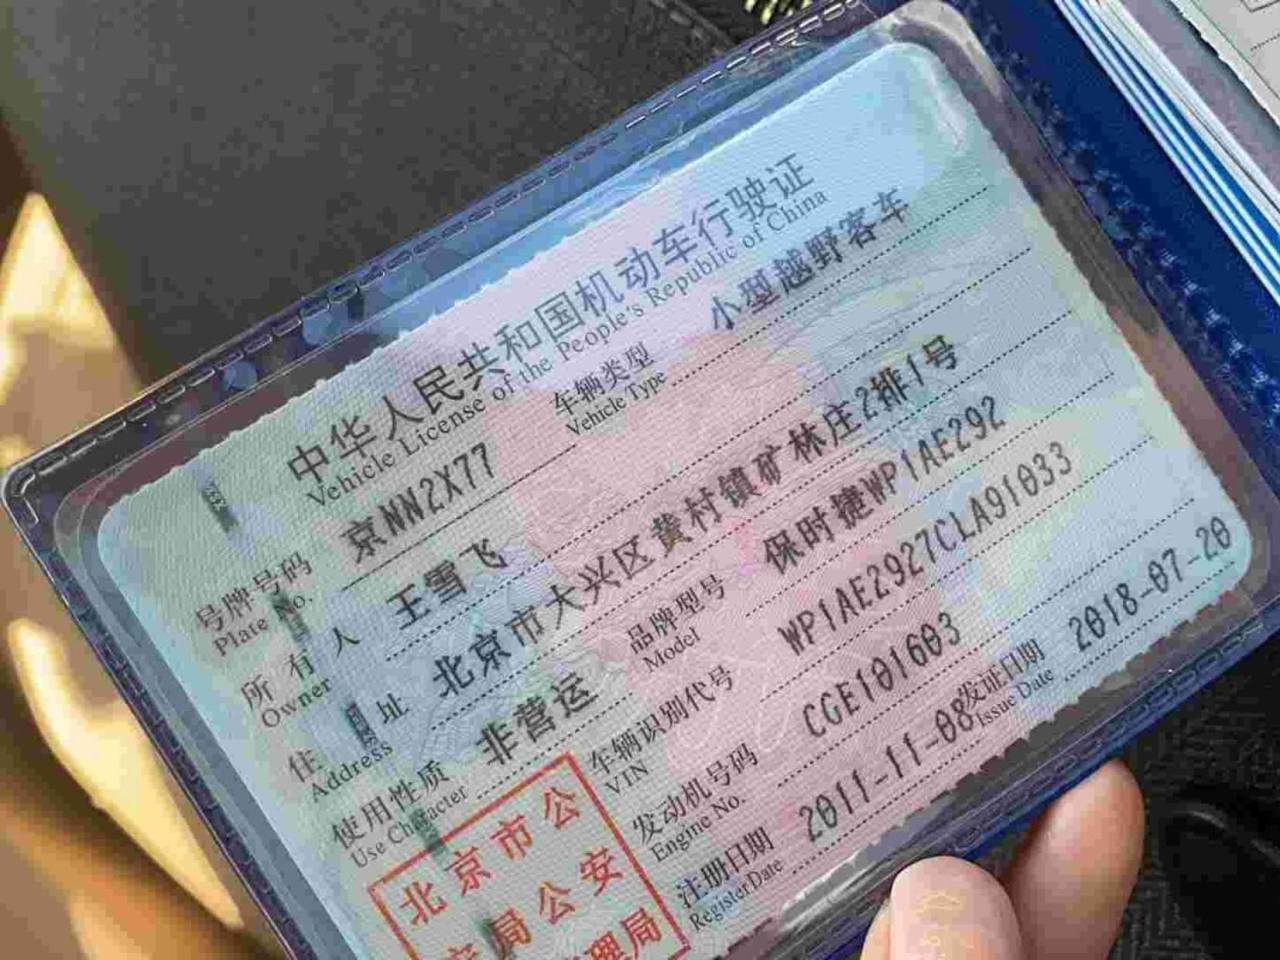 中华人民共和国机动车行驶证
Vehicle License of the People's Republic of China
号牌号码 京NN2X77 车辆类型 小型越野客车
Plate No. Vehicle Type
所有人 王雪飞
Owner
住址 北京市大兴区黄村镇矿林庄2排1号
Address
使用性质 非营运 品牌型号 保时捷WP1AE292
Use Character Model
车辆识别代号 WP1AE2927CLA91033
VIN
发动机号码 CGE101603
Engine No.
注册日期 2011-11-08 发证日期 2018-07-20
Register Date Issue Date
北京市公
安局公安
理局